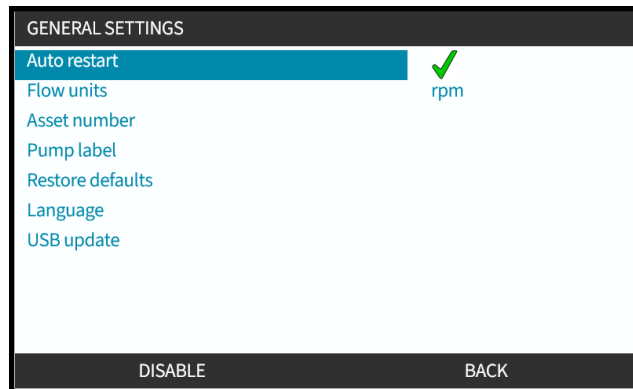 GENERAL SETTINGS
Auto restart
Flow units rpm
Asset number
Pump label
Restore defaults
Language
USB update
DISABLE BACK